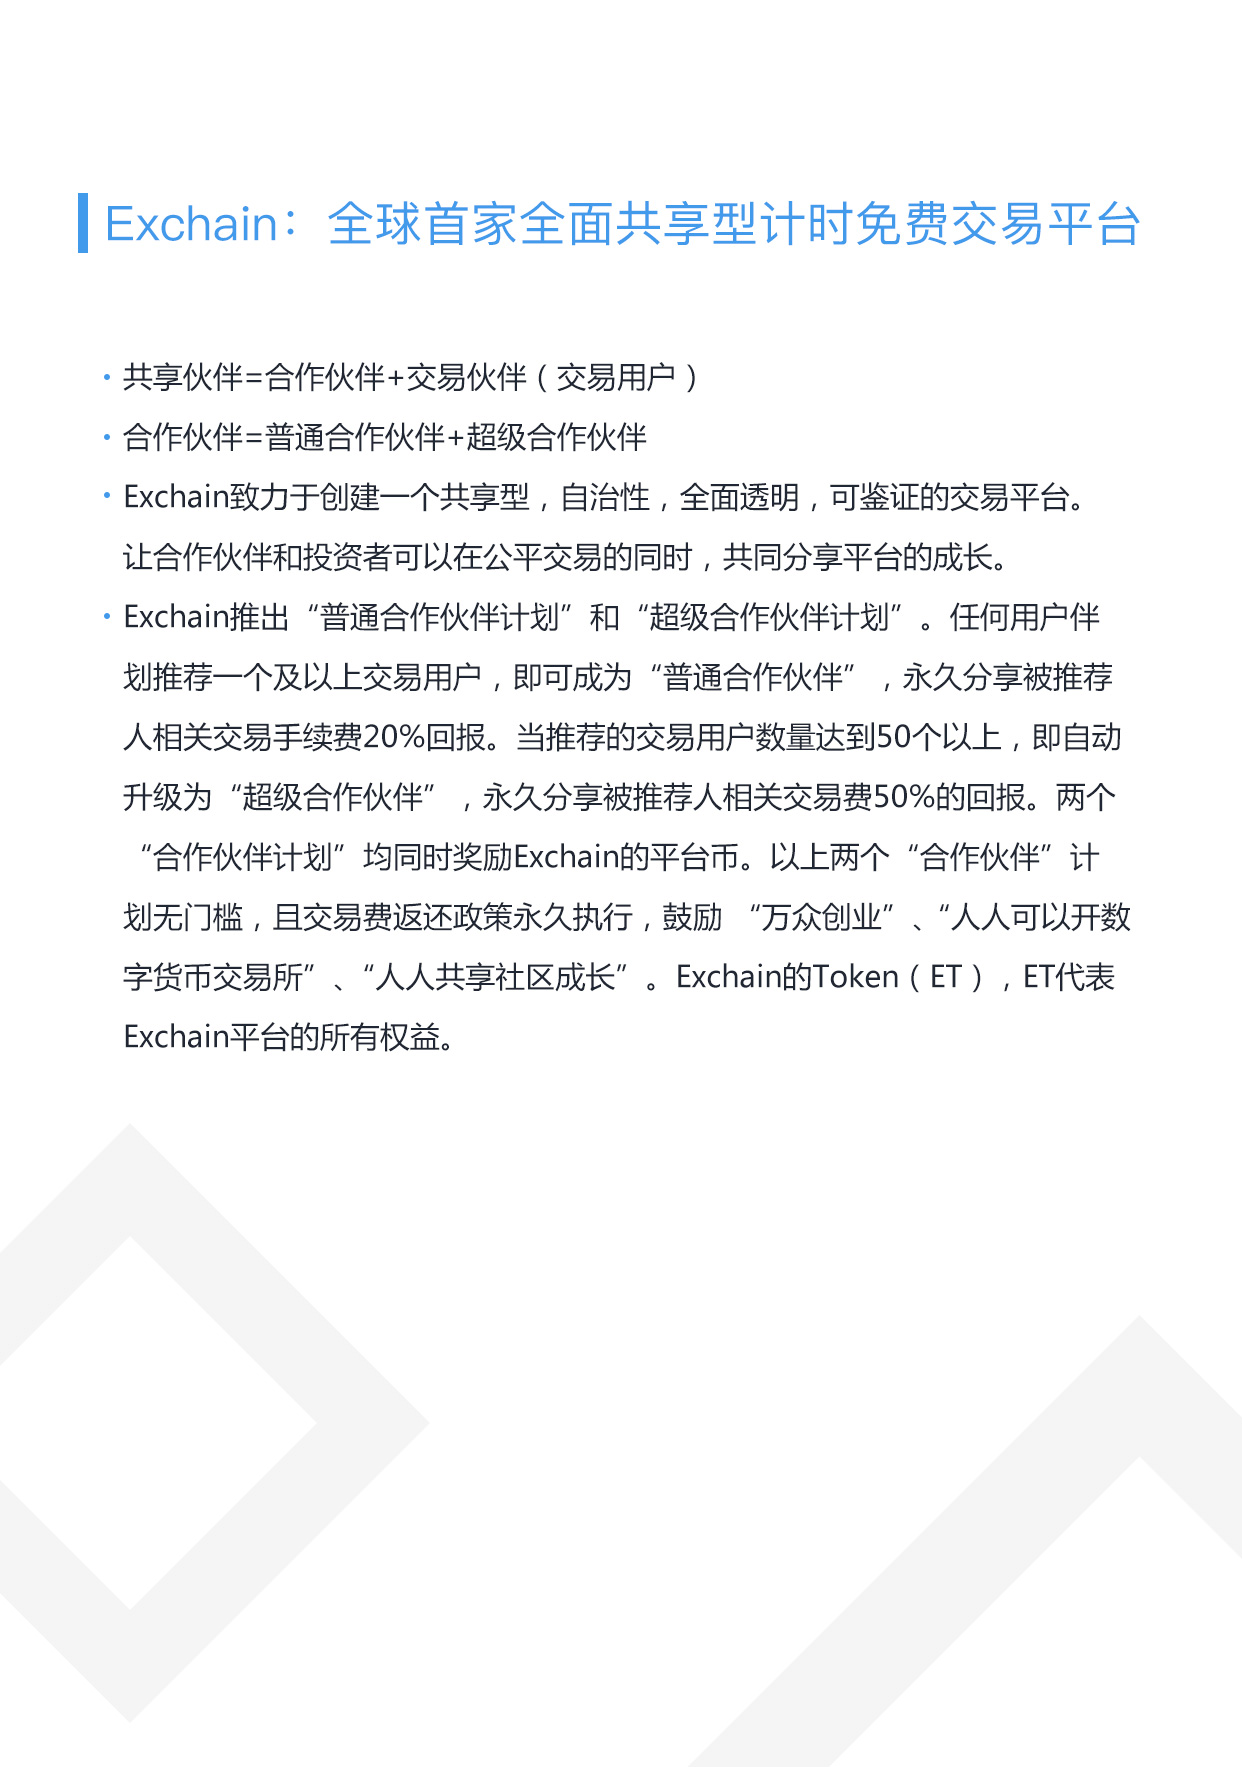 Exchain：全球首家全面共享型计时免费交易平台
· 共享伙伴=合作伙伴+交易伙伴（交易用户）
· 合作伙伴=普通合作伙伴+超级合作伙伴
· Exchain致力于创建一个共享型，自治性，全面透明，可鉴证的交易平台。
让合作伙伴和投资者可以在公平交易的同时，共同分享平台的成长。
· Exchain推出“普通合作伙伴计划”和“超级合作伙伴计划”。任何用户伴
划推荐一个及以上交易用户，即可成为“普通合作伙伴”，永久分享被推荐
人相关交易手续费20%回报。当推荐的交易用户数量达到50个以上，即自动
升级为“超级合作伙伴”，永久分享被推荐人相关交易费50%的回报。两个
“合作伙伴计划”均同时奖励Exchain的平台币。以上两个“合作伙伴”计
划无门槛，且交易费返还政策永久执行，鼓励 “万众创业”、“人人可以开数
字货币交易所”、“人人共享社区成长”。Exchain的Token（ET），ET代表
Exchain平台的所有权益。